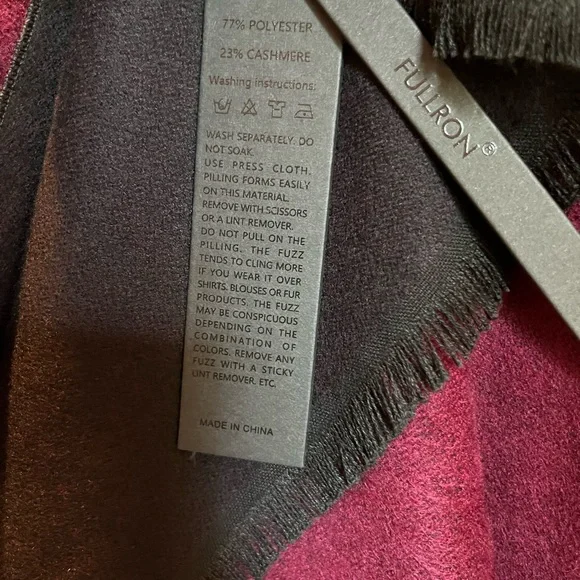 77% POLYESTER
23% CASHMERE
Washing instructions:
WASH SEPARATELY. DO
NOT SOAK.
USE PRESS CLOTH.
PILLING FORMS EASILY
ON THIS MATERIAL.
REMOVE WITH SCISSORS
OR A LINT REMOVER.
DO NOT PULL ON THE
PILLING. THE FUZZ
TENDS TO CLING MORE
IF YOU WEAR IT OVER
SHIRTS, BLOUSES OR FUR
PRODUCTS. THE FUZZ
MAY BE CONSPICUOUS
DEPENDING ON THE
COMBINATION OF
COLORS. REMOVE ANY
FUZZ WITH A STICKY
LINT REMOVER, ETC.
MADE IN CHINA
FULLRON®